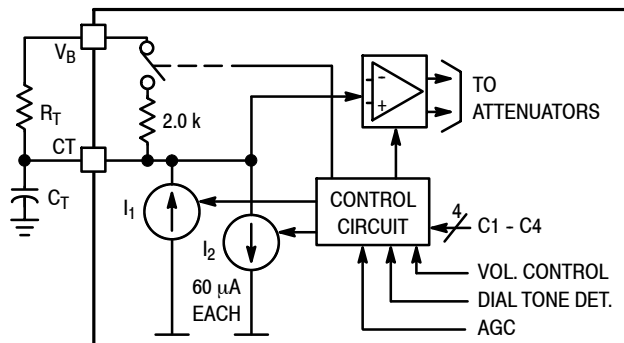 V_B
R_T
2.0 k
CT
C_T
I_1
I_2
60 μA
EACH
-
+
TO
ATTENUATORS
CONTROL
CIRCUIT
4
C1 - C4
VOL. CONTROL
DIAL TONE DET.
AGC